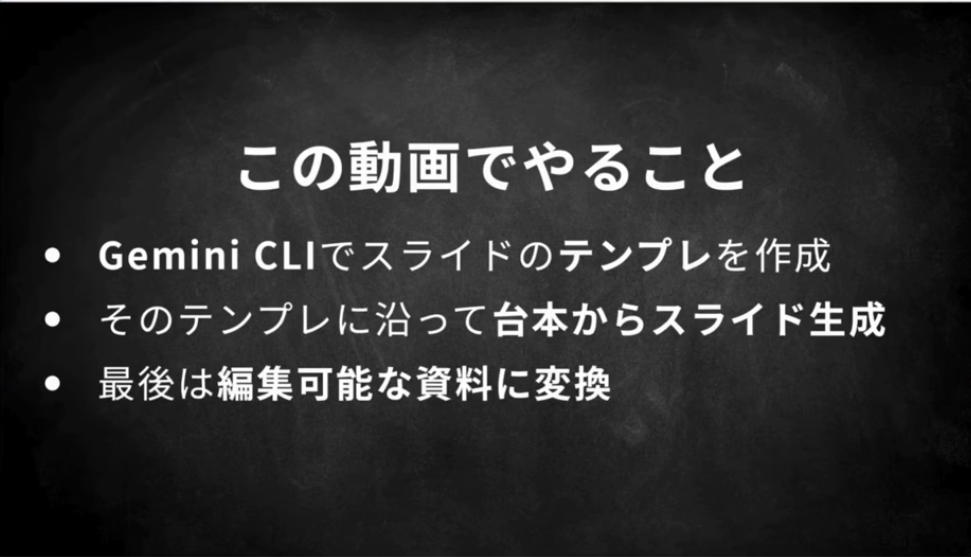 この動画でやること
• Gemini CLIでスライドのテンプレを作成
• そのテンプレに沿って台本からスライド生成
• 最後は編集可能な資料に変換